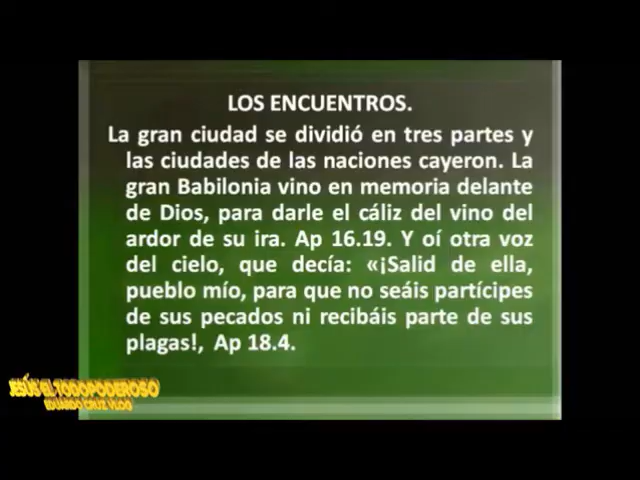 LOS ENCUENTROS.
La gran ciudad se dividió en tres partes y
las ciudades de las naciones cayeron. La
gran Babilonia vino en memoria delante
de Dios, para darle el cáliz del vino del
ardor de su ira. Ap 16.19. Y oí otra voz
del cielo, que decía: «¡Salid de ella,
pueblo mío, para que no seáis partícipes
de sus pecados ni recibáis parte de sus
plagas!, Ap 18.4.
JESÚS EL TODOPODEROSO
EDUARDO CRUZ VLOG